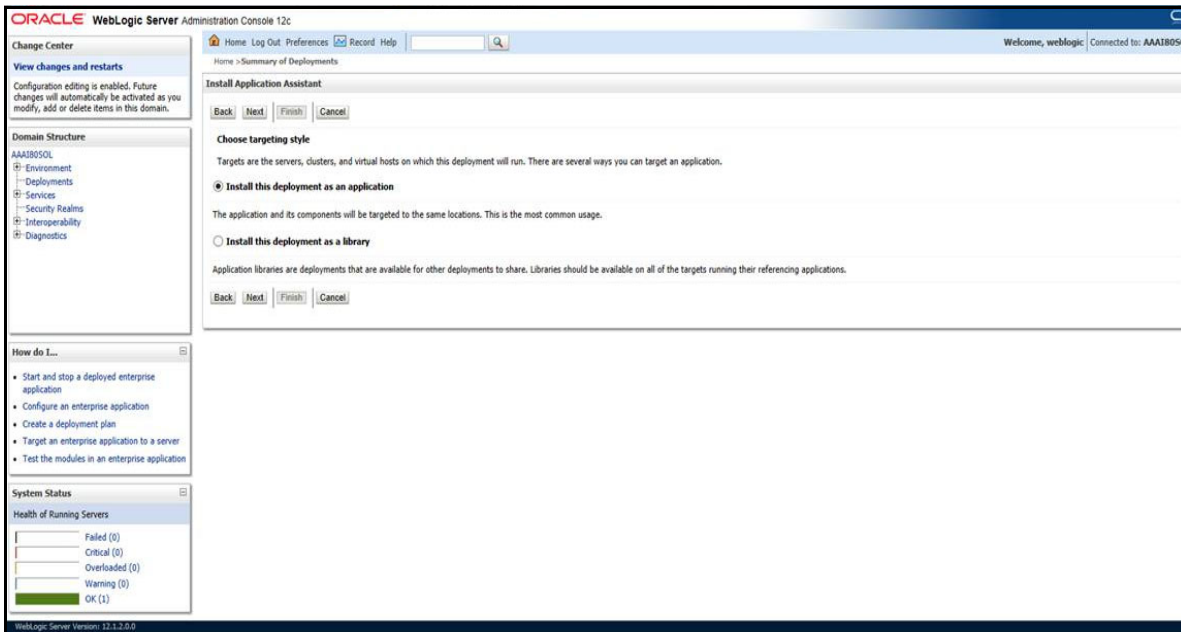 ORACLE WebLogic Server Administration Console 12c
Change Center
View changes and restarts
Configuration editing is enabled. Future
changes will automatically be activated as you
modify, add or delete items in this domain.
Domain Structure
AAAI80SOL
Environment
Deployments
Services
Security Realms
Interoperability
Diagnostics
How do I...
Start and stop a deployed enterprise
application
Configure an enterprise application
Create a deployment plan
Target an enterprise application to a server
Test the modules in an enterprise application
System Status
Health of Running Servers
Failed (0)
Critical (0)
Overloaded (0)
Warning (0)
OK (1)
Home Log Out Preferences Record Help
Welcome, weblogic Connected to: AAAI80S
Home >Summary of Deployments
Install Application Assistant
Back Next Finish Cancel
Choose targeting style
Targets are the servers, clusters, and virtual hosts on which this deployment will run. There are several ways you can target an application.
Install this deployment as an application
The application and its components will be targeted to the same locations. This is the most common usage.
Install this deployment as a library
Application libraries are deployments that are available for other deployments to share. Libraries should be available on all of the targets running their referencing applications.
Back Next Finish Cancel
WebLogic Server Version: 12.1.2.0.0